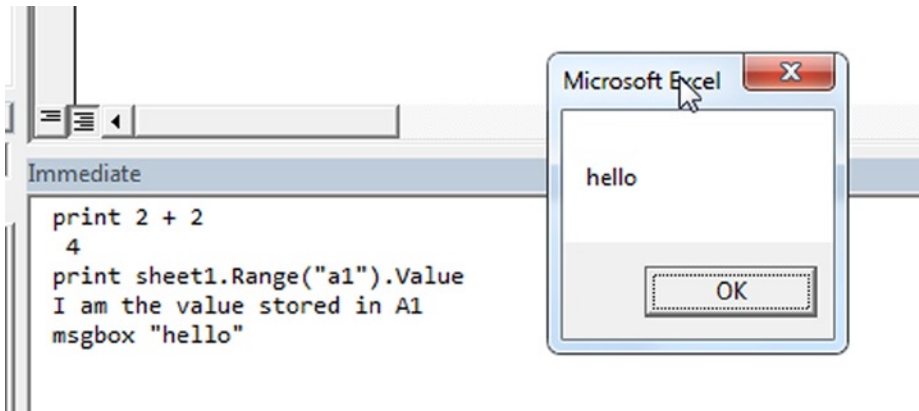 Microsoft Excel
hello
OK
Immediate
print 2 + 2
4
print sheet1.Range("a1").Value
I am the value stored in A1
msgbox "hello"